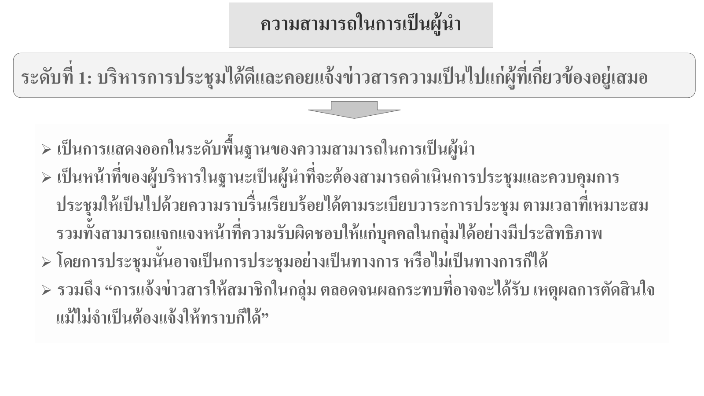 ความสามารถในการเป็นผู้นำ
ระดับที่ 1: บริหารการประชุมได้ดีและคอยแจ้งข่าวสารความเป็นไปแก่ผู้ที่เกี่ยวข้องอยู่เสมอ
➢ เป็นการแสดงออกในระดับพื้นฐานของความสามารถในการเป็นผู้นำ
➢ เป็นหน้าที่ของผู้บริหารในฐานะเป็นผู้นำที่จะต้องสามารถดำเนินการประชุมและควบคุมการ
ประชุมให้เป็นไปด้วยความราบรื่นเรียบร้อยได้ตามระเบียบวาระการประชุม ตามเวลาที่เหมาะสม
รวมทั้งสามารถแจกแจงหน้าที่ความรับผิดชอบให้แก่บุคคลในกลุ่มได้อย่างมีประสิทธิภาพ
➢ โดยการประชุมนั้นอาจเป็นการประชุมอย่างเป็นทางการ หรือไม่เป็นทางการก็ได้
➢ รวมถึง “การแจ้งข่าวสารให้สมาชิกในกลุ่ม ตลอดจนผลกระทบที่อาจจะได้รับ เหตุผลการตัดสินใจ
แม้ไม่จำเป็นต้องแจ้งให้ทราบก็ได้”